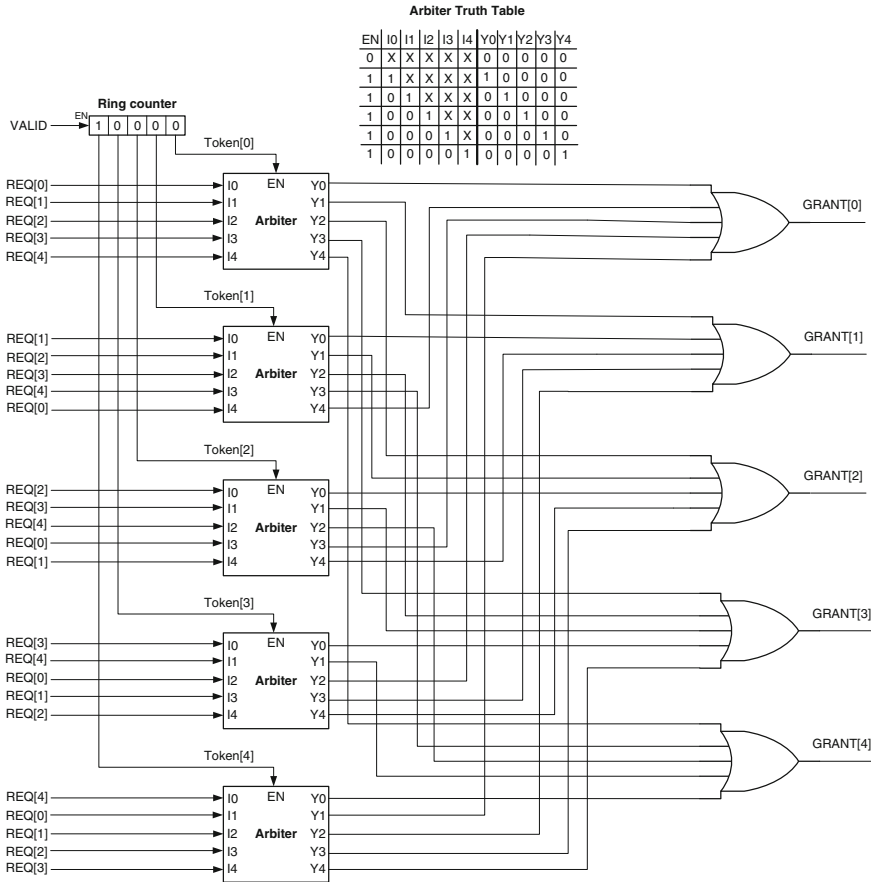 Arbiter Truth Table
EN I0 I1 I2 I3 I4 Y0 Y1 Y2 Y3 Y4
0 X X X X X 0 0 0 0 0
1 1 X X X X 1 0 0 0 0
1 0 1 X X X 0 1 0 0 0
1 0 0 1 X X 0 0 1 0 0
1 0 0 0 1 X 0 0 0 1 0
1 0 0 0 0 1 0 0 0 0 1
Ring counter
VALID EN 1 0 0 0 0
Token[0]
REQ[0] I0 EN Y0
REQ[1] I1 Y1
REQ[2] I2 Arbiter Y2
REQ[3] I3 Y3
REQ[4] I4 Y4
GRANT[0]
Token[1]
REQ[1] I0 EN Y0
REQ[2] I1 Y1
REQ[3] I2 Arbiter Y2
REQ[4] I3 Y3
REQ[0] I4 Y4
GRANT[1]
Token[2]
REQ[2] I0 EN Y0
REQ[3] I1 Y1
REQ[4] I2 Arbiter Y2
REQ[0] I3 Y3
REQ[1] I4 Y4
GRANT[2]
Token[3]
REQ[3] I0 EN Y0
REQ[4] I1 Y1
REQ[0] I2 Arbiter Y2
REQ[1] I3 Y3
REQ[2] I4 Y4
GRANT[3]
Token[4]
REQ[4] I0 EN Y0
REQ[0] I1 Y1
REQ[1] I2 Arbiter Y2
REQ[2] I3 Y3
REQ[3] I4 Y4
GRANT[4]